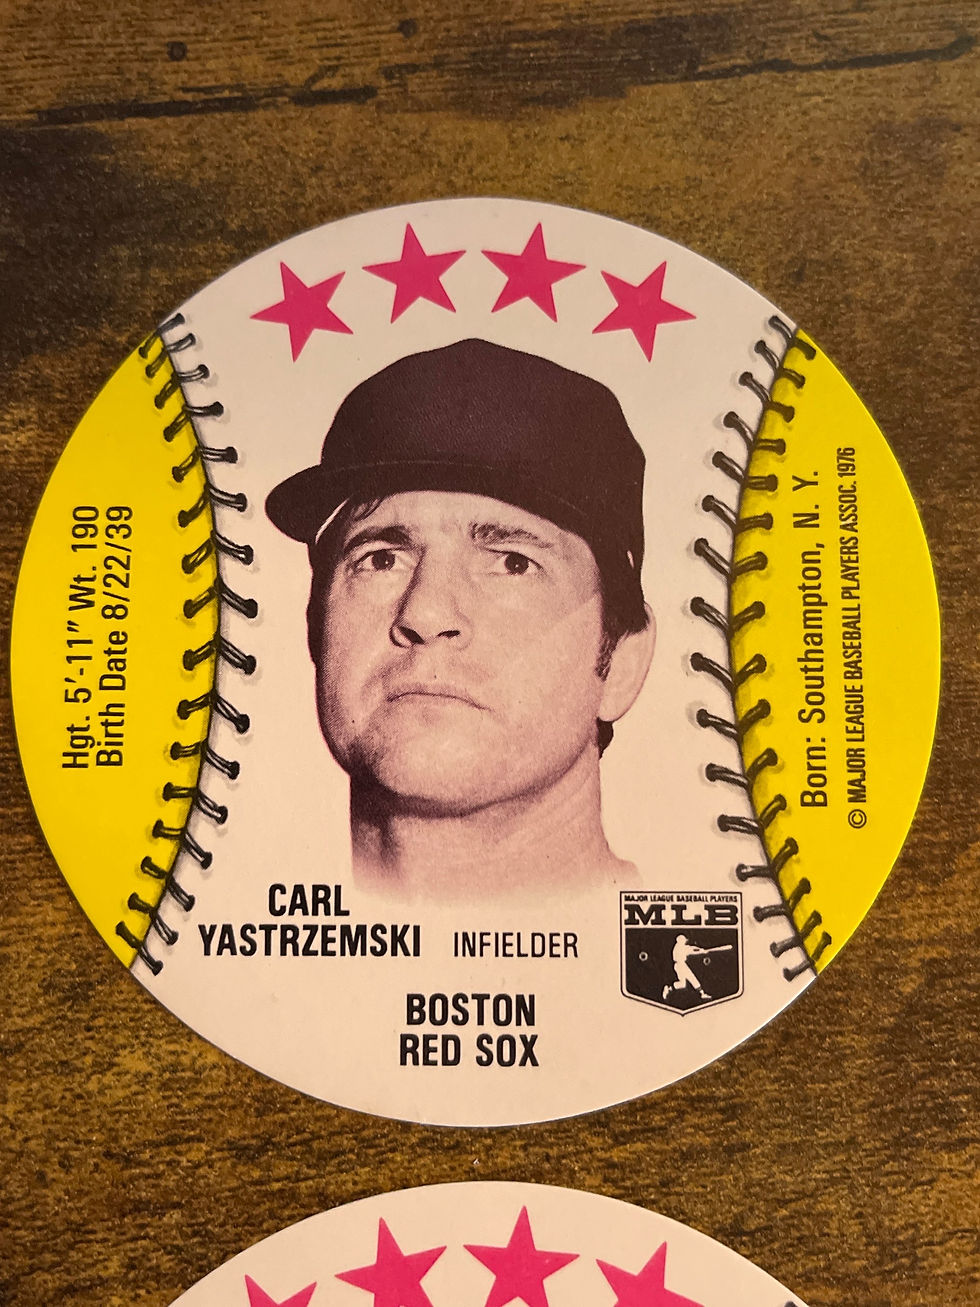 Hgt. 5'-11" Wt. 190
Birth Date 8/22/39
CARL
YASTRZEMSKI INFIELDER
BOSTON
RED SOX
MAJOR LEAGUE BASEBALL PLAYERS
MLB
Born: Southampton, N. Y.
© MAJOR LEAGUE BASEBALL PLAYERS ASSOC. 1976